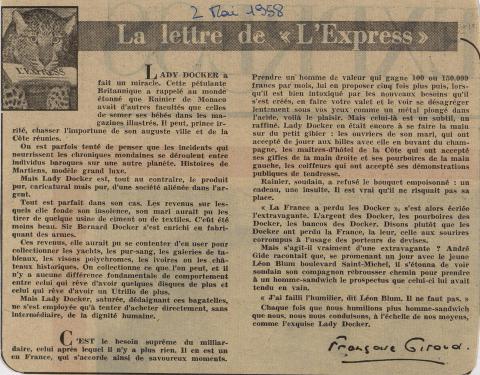 2 Mai 1958
La lettre de « L'Express »
L'EXPRESS
LADY DOCKER a
fait un miracle. Cette pétulante
Britannique a rappelé au monde
étonné que Rainier de Monaco
avait d'autres facultés que celles
de semer ses bébés dans les ma-
gazines illustrés. Il peut, prince ir-
rité, chasser l'importune de son auguste ville et de la
Côte réunies.
On est parfois tenté de penser que les incidents qui
nourrissent les chroniques mondaines se déroulent entre
individus baroques sur une autre planète. Histoires de
Martiens, modèle grand luxe.
Mais Lady Docker est, tout au contraire, le produit
pur, caricatural mais pur, d'une société aliénée dans l'ar-
gent.
Tout est parfait dans son cas. Les revenus sur les-
quels elle fonde son insolence, son mari aurait pu les
tirer de quelque usine de ciment ou de textiles. C'eût été
moins beau. Sir Bernard Docker s'est enrichi en fabri-
quant des armes.
Ces revenus, elle aurait pu se contenter d'en user pour
collectionner les yachts, les pur-sang, les galeries de ta-
bleaux, les visons polychromes, les ivoires ou les châ-
teaux historiques. On collectionne ce que l'on peut, et il
n'y a aucune différence fondamentale de comportement
entre celui qui rêve d'avoir quelques disques de plus et
celui qui rêve d'avoir un Utrillo de plus.
Mais Lady Docker, saturée, dédaignant ces bagatelles,
ne s'est employée qu'à tenter d'acheter directement, sans
intermédiaire, de la dignité humaine.
C'EST le besoin suprême du milliar-
daire, celui après lequel il n'y a plus rien. Il en est un
en France, qui s'accorde ainsi de savoureux moments.
Prendre un homme de valeur qui gagne 100 ou 150.000
francs par mois, lui en proposer cinq fois plus puis, lors-
qu'il est bien intoxiqué par les nouveaux besoins qu'il
s'est créés, en faire votre valet et le voir se désagréger
lentement sous vos yeux comme un métal plongé dans
l'acide, voilà le plaisir. Mais celui-là est un subtil, un
raffiné. Lady Docker en était encore à se faire la main
sur du petit gibier : les ouvriers de son mari, qui ont
accepté de jouer aux billes avec elle en buvant du cham-
pagne, les maîtres-d'hôtel de la Côte qui ont accepté
ses gifles de la main droite et ses pourboires de la main
gauche, les coiffeurs qui ont accepté ses démonstrations
publiques de tendresse.
Rainier, soudain, a refusé le bouquet empoisonné : un
cadeau, une insulte. Il est vrai qu'il ne risquait pas sa
place.
« La France a perdu les Docker », s'est alors écriée
l'extravagante. L'argent des Docker, les pourboires des
Docker, les bancos des Docker. Disons plutôt que les
Docker ont perdu la France, la leur, celle aux sourires
corrompus à l'usage des porteurs de devises.
Mais s'agit-il vraiment d'une extravagante ? André
Gide racontait que, se promenant un jour avec le jeune
Léon Blum boulevard Saint-Michel, il s'étonna de voir
soudain son compagnon rebrousser chemin pour prendre
à un homme-sandwich le prospectus que celui-ci lui avait
tendu en vain.
« J'ai failli l'humilier, dit Léon Blum. Il ne faut pas. »
Chaque fois que nous humilions plus homme-sandwich
que nous, nous nous conduisons, à l'échelle de nos moyens,
comme l'exquise Lady Docker.
Françoise Giroud.